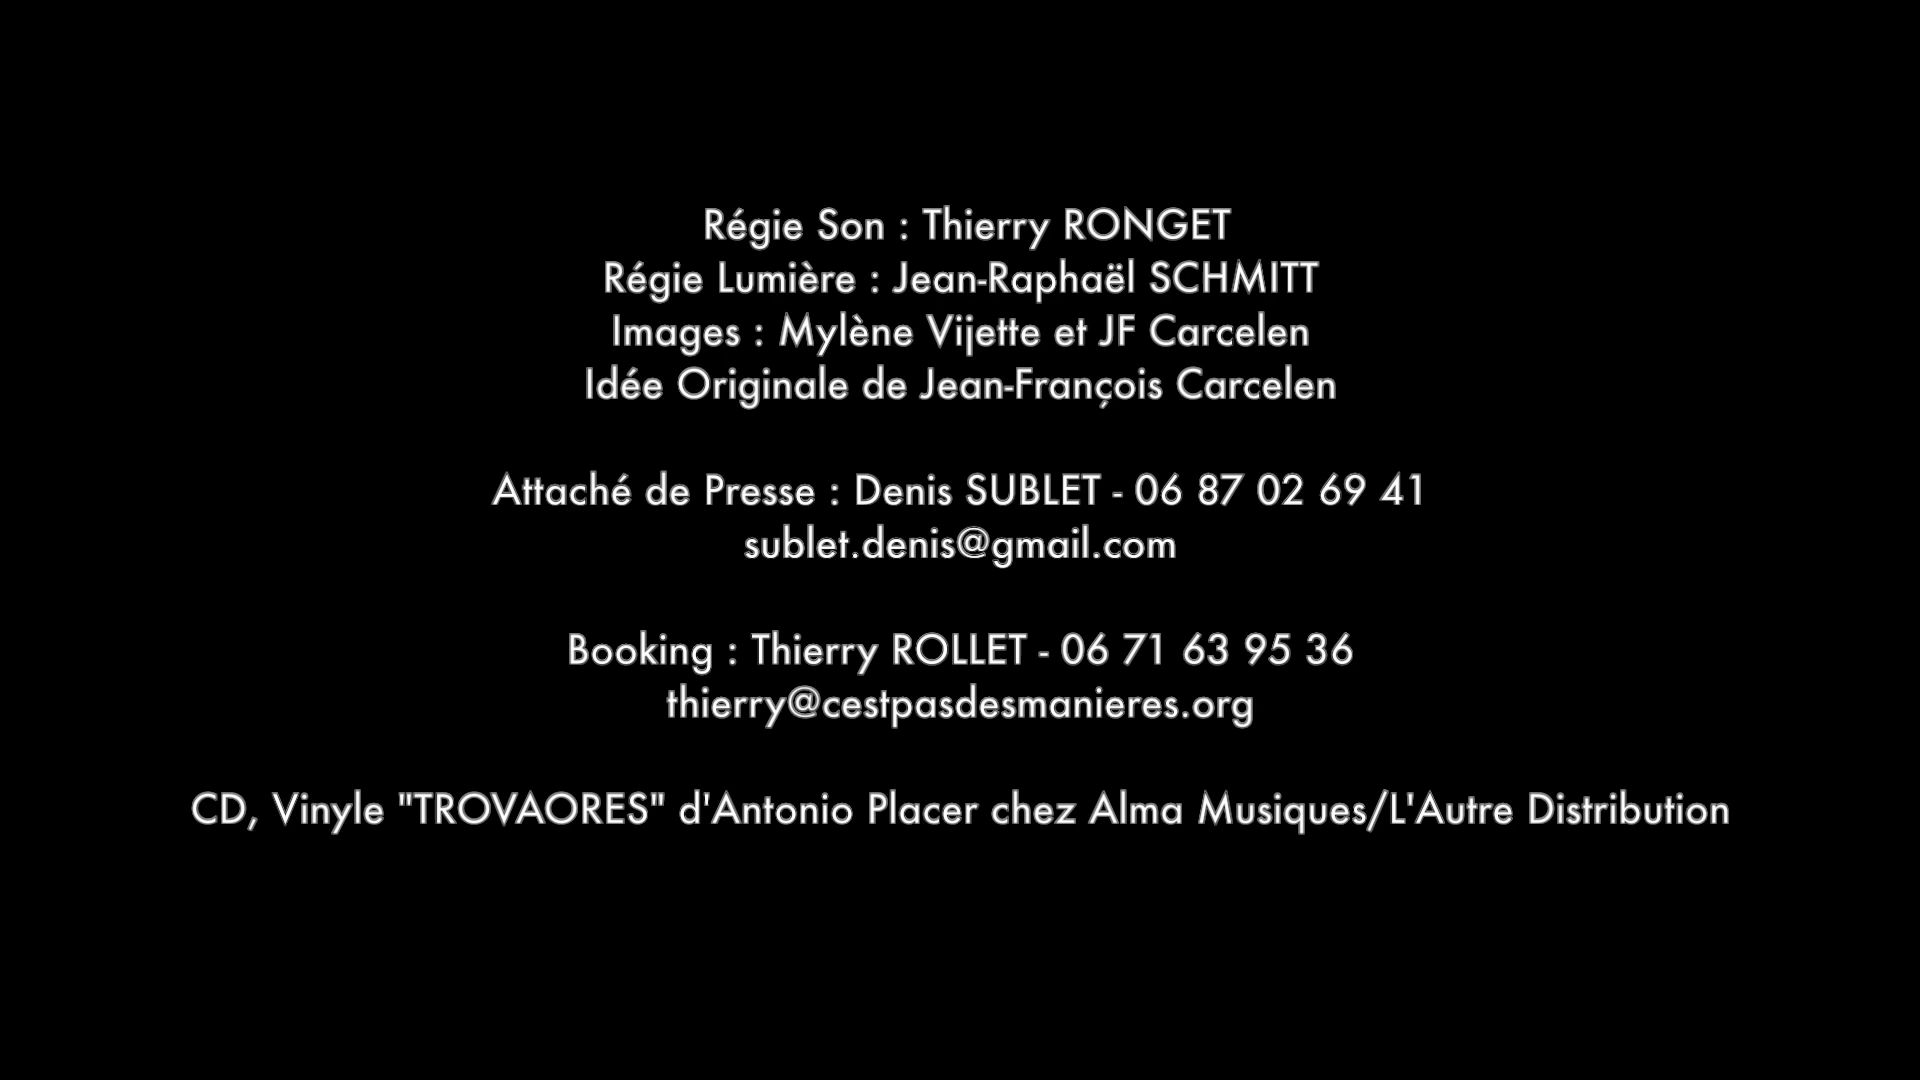 Régie Son : Thierry RONGET
Régie Lumière : Jean-Raphaël SCHMITT
Images : Mylène Vijette et JF Carcelen
Idée Originale de Jean-François Carcelen
Attaché de Presse : Denis SUBLET - 06 87 02 69 41
sublet.denis@gmail.com
Booking : Thierry ROLLET - 06 71 63 95 36
thierry@cestpasdesmanieres.org
CD, Vinyle "TROVAORES" d'Antonio Placer chez Alma Musiques/L'Autre Distribution